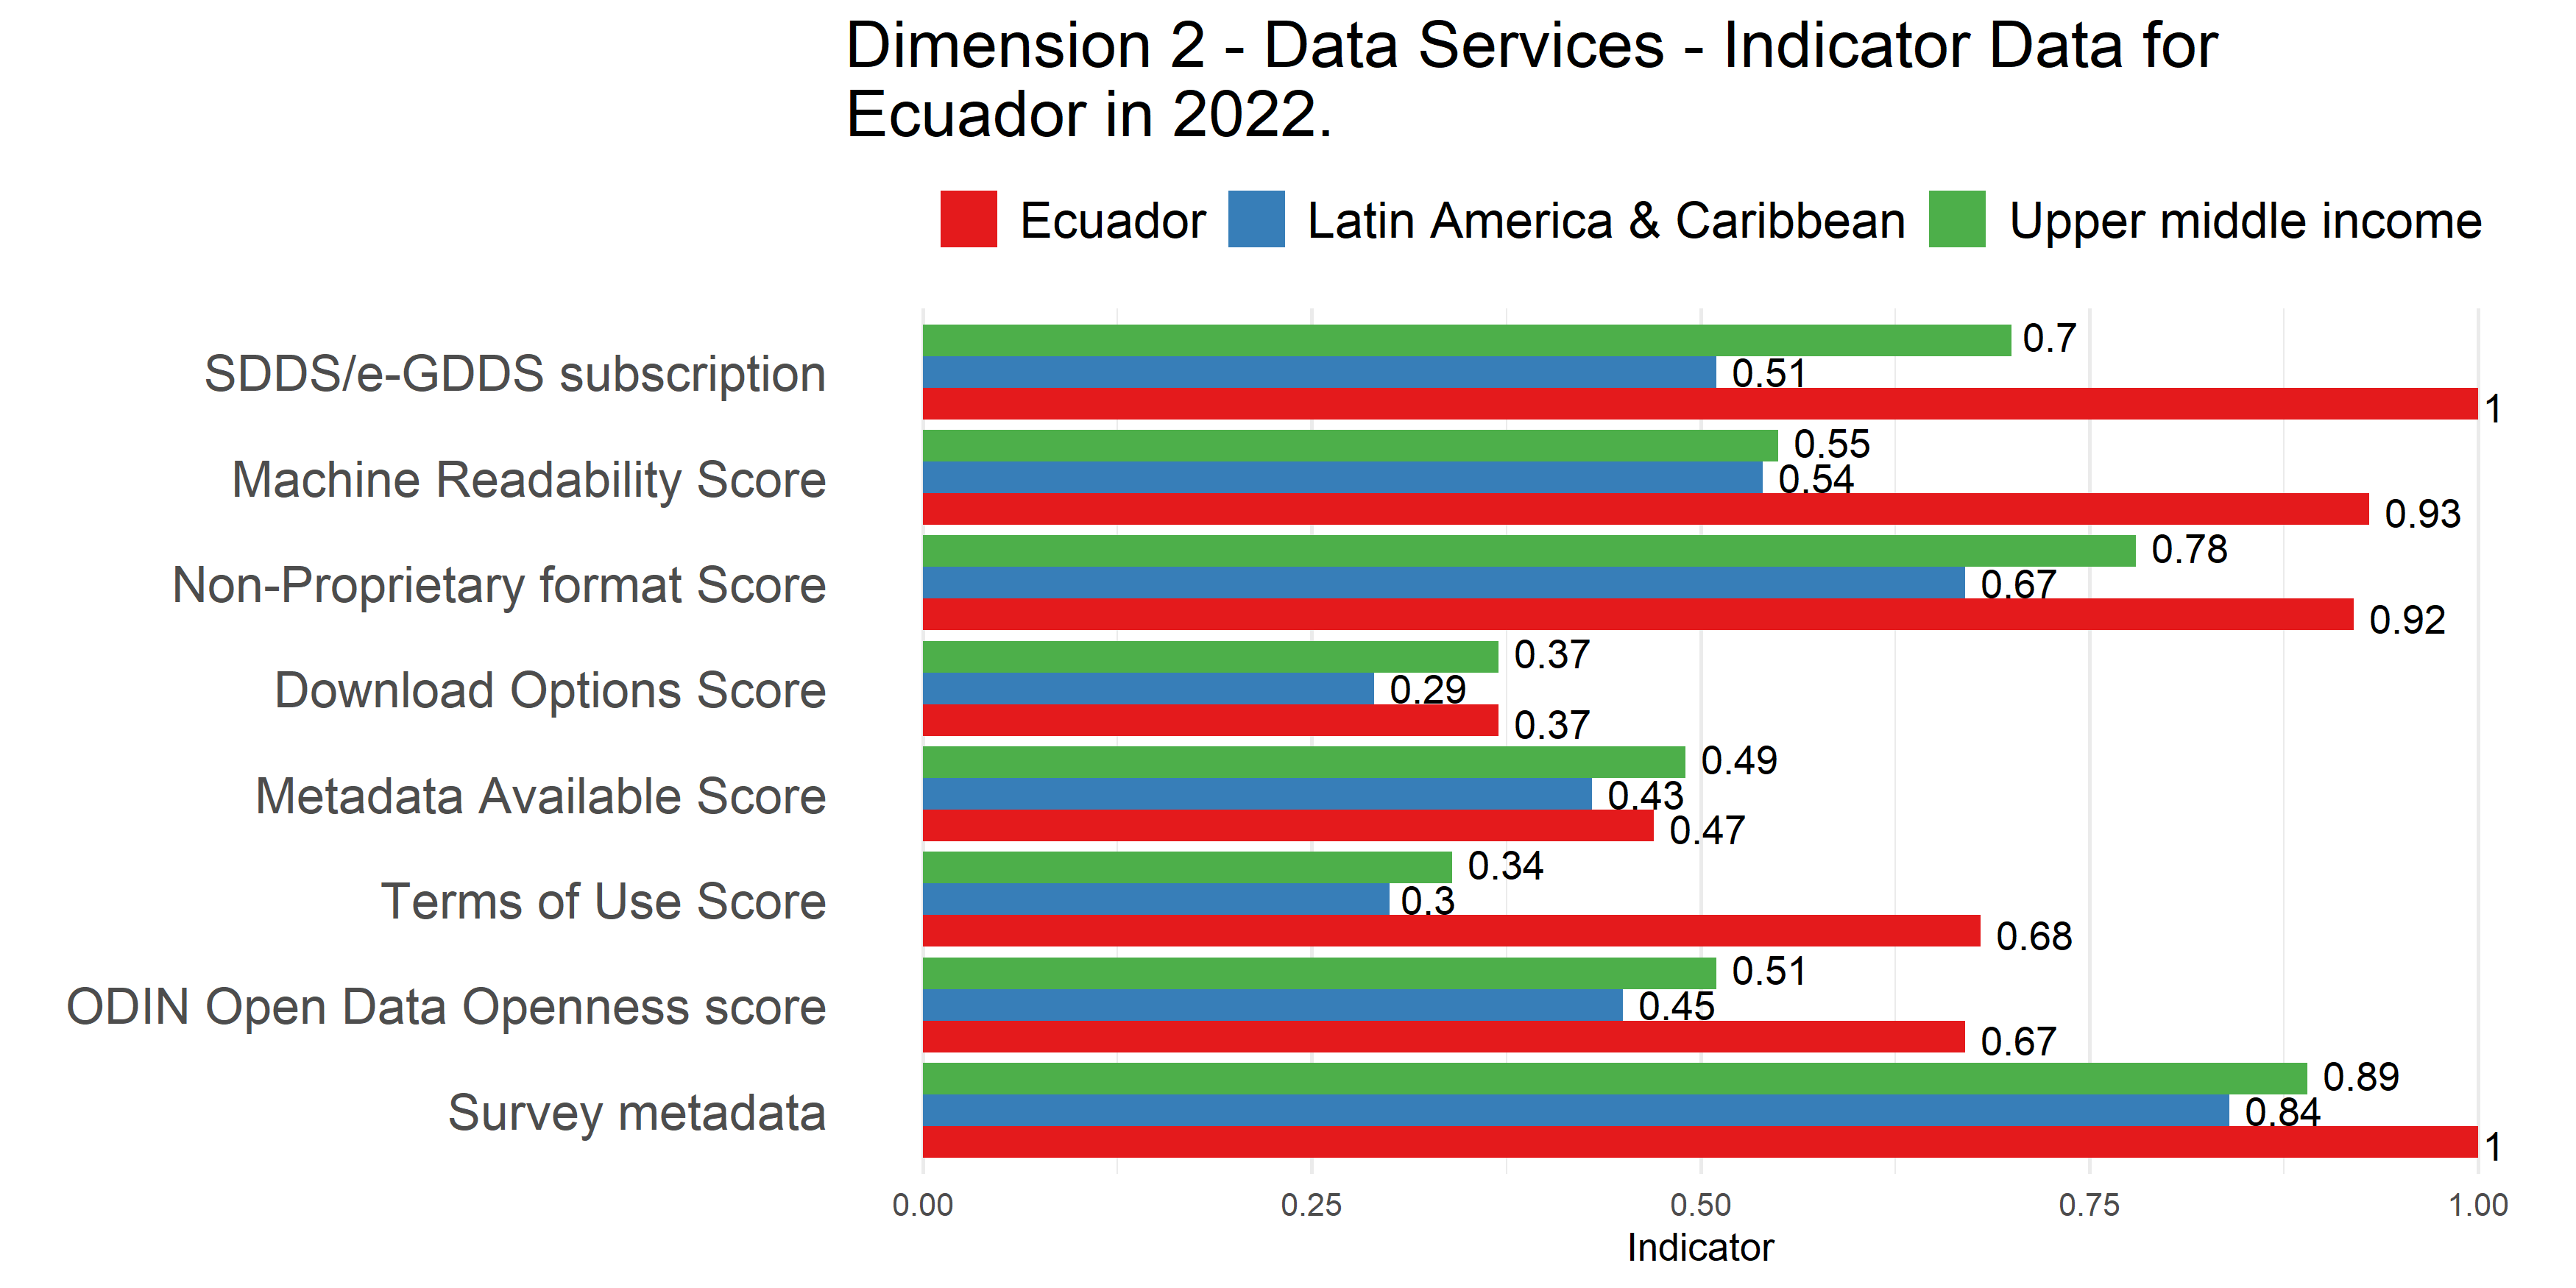 Dimension 2 - Data Services - Indicator Data for
Ecuador in 2022.
Ecuador Latin America & Caribbean Upper middle income
SDDS/e-GDDS subscription
0.7
0.51
1
Machine Readability Score
0.55
0.54
0.93
Non-Proprietary format Score
0.78
0.67
0.92
Download Options Score
0.37
0.29
0.37
Metadata Available Score
0.49
0.43
0.47
Terms of Use Score
0.34
0.3
0.68
ODIN Open Data Openness score
0.51
0.45
0.67
Survey metadata
0.89
0.84
1
0.00 0.25 0.50 0.75 1.00
Indicator